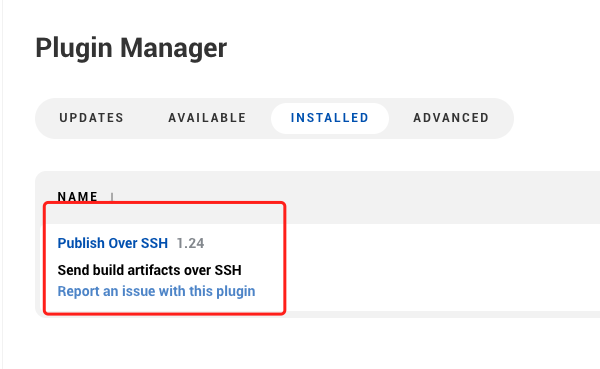 Plugin Manager
UPDATES AVAILABLE INSTALLED ADVANCED
NAME ↓
Publish Over SSH 1.24
Send build artifacts over SSH
Report an issue with this plugin